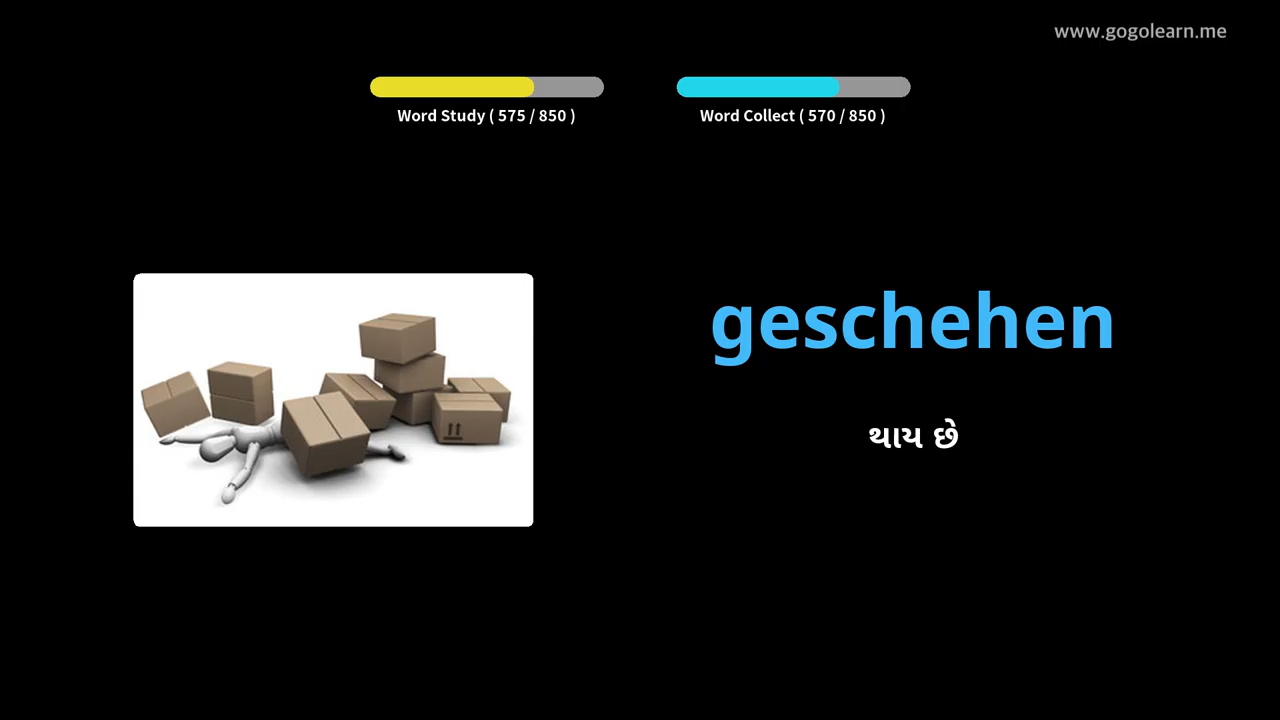 www.gogolearn.me
Word Study ( 575 / 850 )
Word Collect ( 570 / 850 )
geschehen
થાય છે